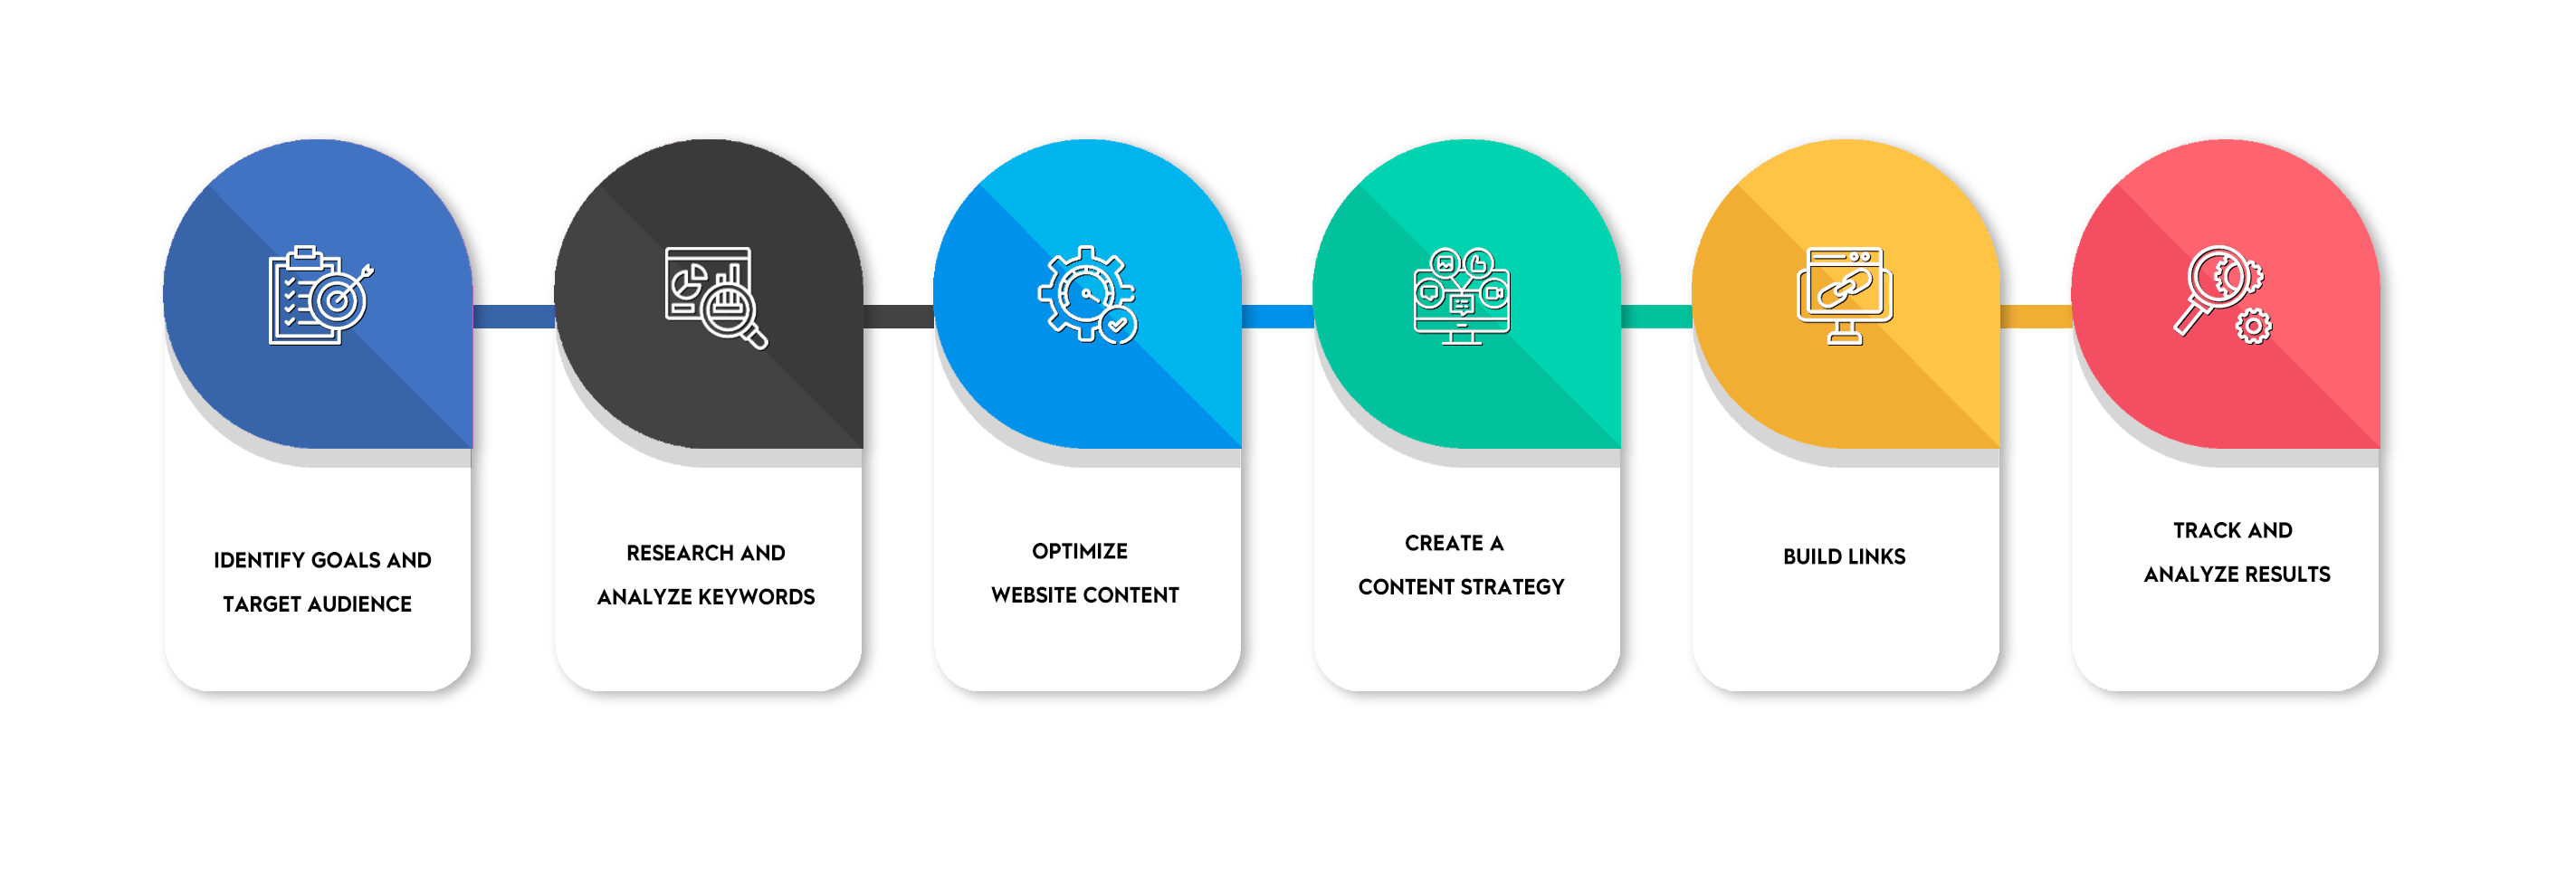 IDENTIFY GOALS AND
TARGET AUDIENCE
RESEARCH AND
ANALYZE KEYWORDS
OPTIMIZE
WEBSITE CONTENT
CREATE A
CONTENT STRATEGY
BUILD LINKS
TRACK AND
ANALYZE RESULTS